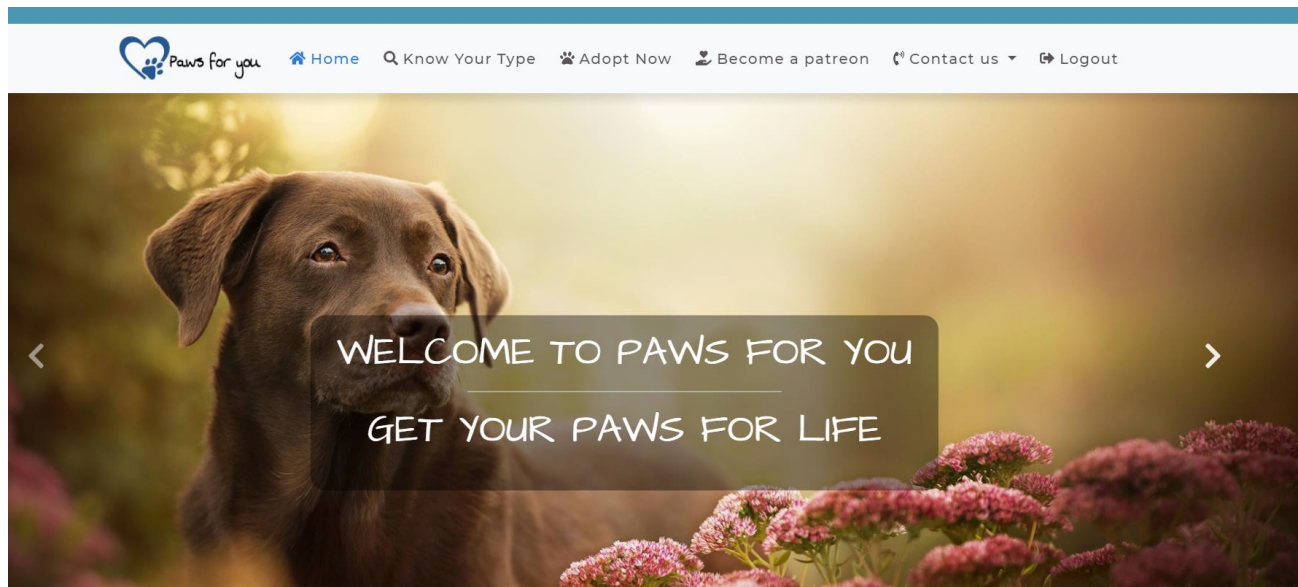 Paws for you Home Know Your Type Adopt Now Become a patreon Contact us Logout
WELCOME TO PAWS FOR YOU
GET YOUR PAWS FOR LIFE